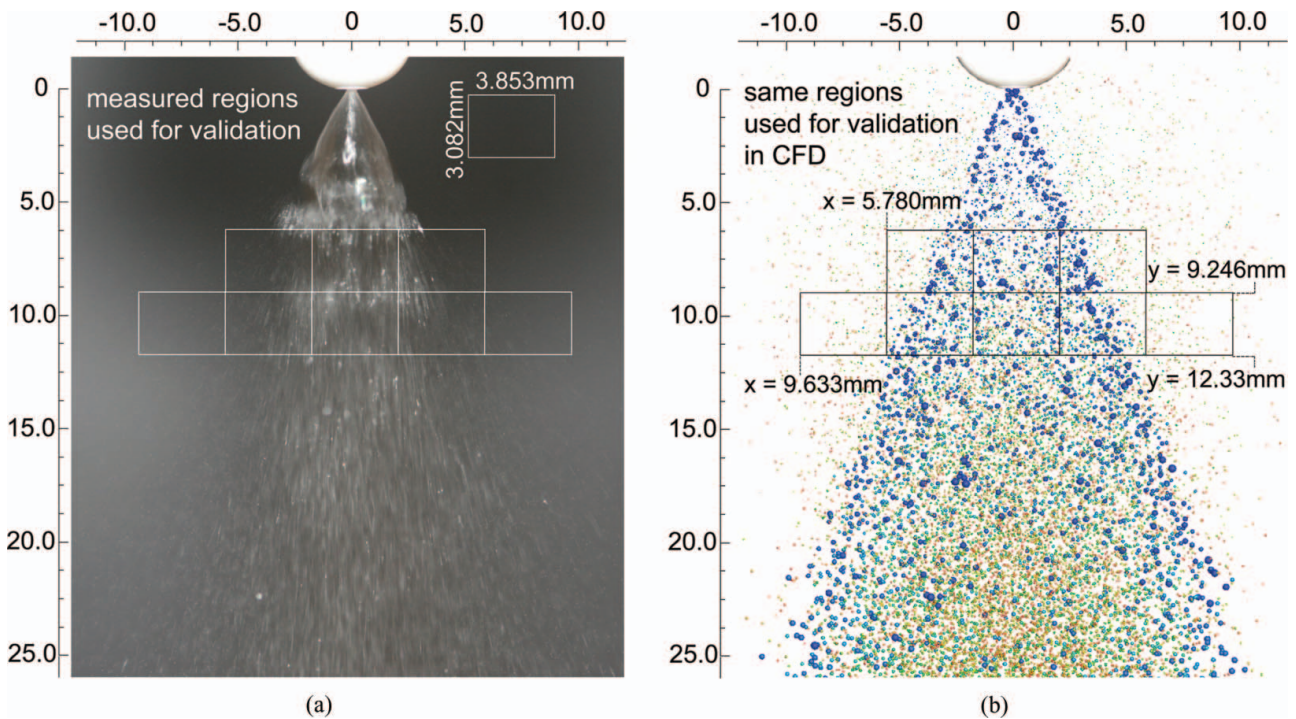 -10.0 -5.0 0 5.0 10.0
0
5.0
10.0
15.0
20.0
25.0
measured regions
used for validation
3.853mm
3.082mm
(a)
-10.0 -5.0 0 5.0 10.0
0
5.0
10.0
15.0
20.0
25.0
same regions
used for validation
in CFD
x = 5.780mm
y = 9.246mm
x = 9.633mm
y = 12.33mm
(b)